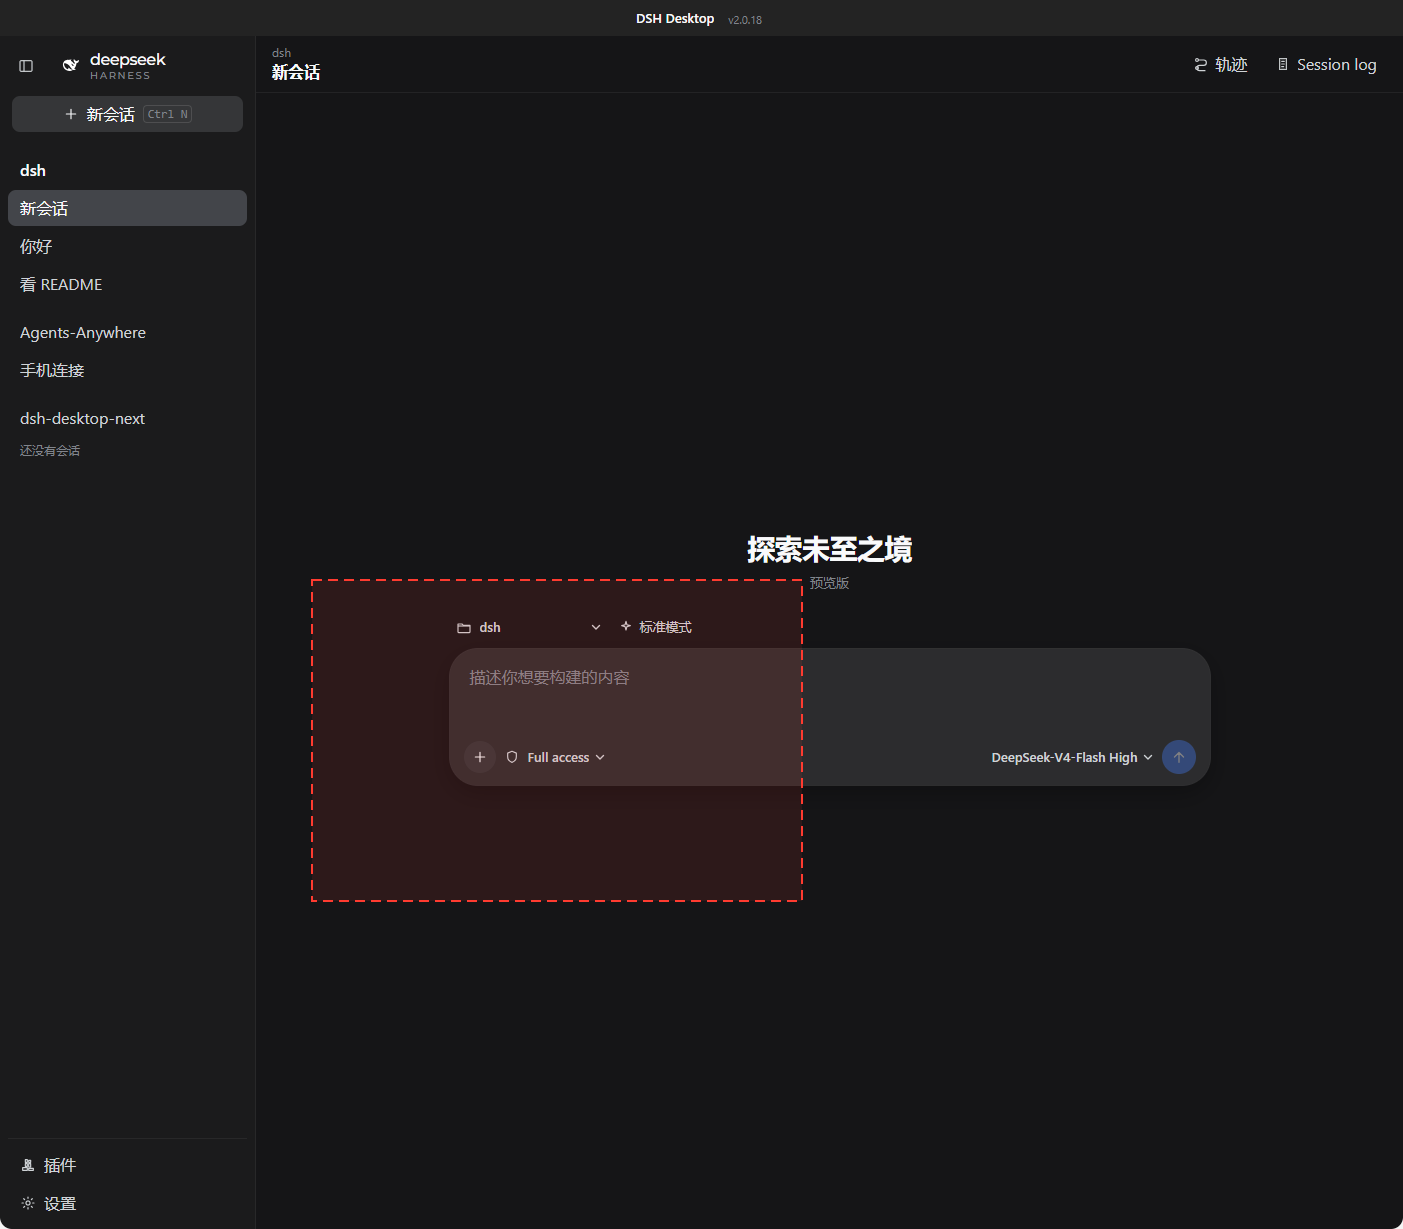 DSH Desktop v2.0.18
deepseek
HARNESS
新会话 Ctrl N
dsh
新会话
你好
看 README
Agents-Anywhere
手机连接
dsh-desktop-next
还没有会话
插件
设置
dsh
新会话
轨迹 Session log
探索未至之境
预览版
dsh 标准模式
描述你想要构建的内容
Full access DeepSeek-V4-Flash High